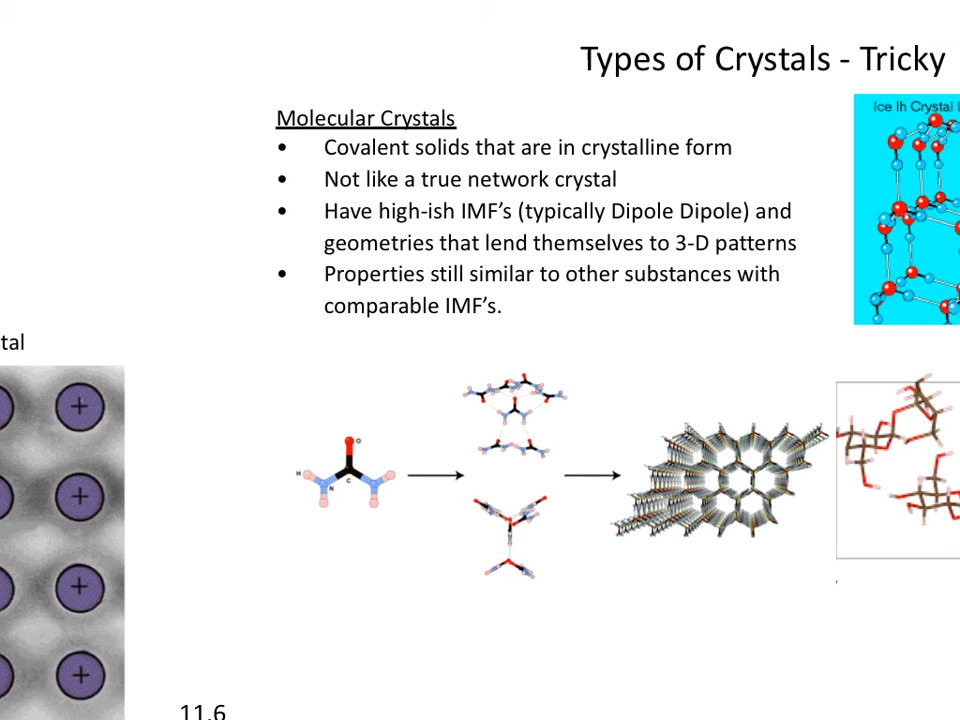 Types of Crystals - Tricky
Ice Ih Crystal
Molecular Crystals
• Covalent solids that are in crystalline form
• Not like a true network crystal
• Have high-ish IMF's (typically Dipole Dipole) and
geometries that lend themselves to 3-D patterns
• Properties still similar to other substances with
comparable IMF's.
tal
+
+
+
+
O
H
N
C
11.6